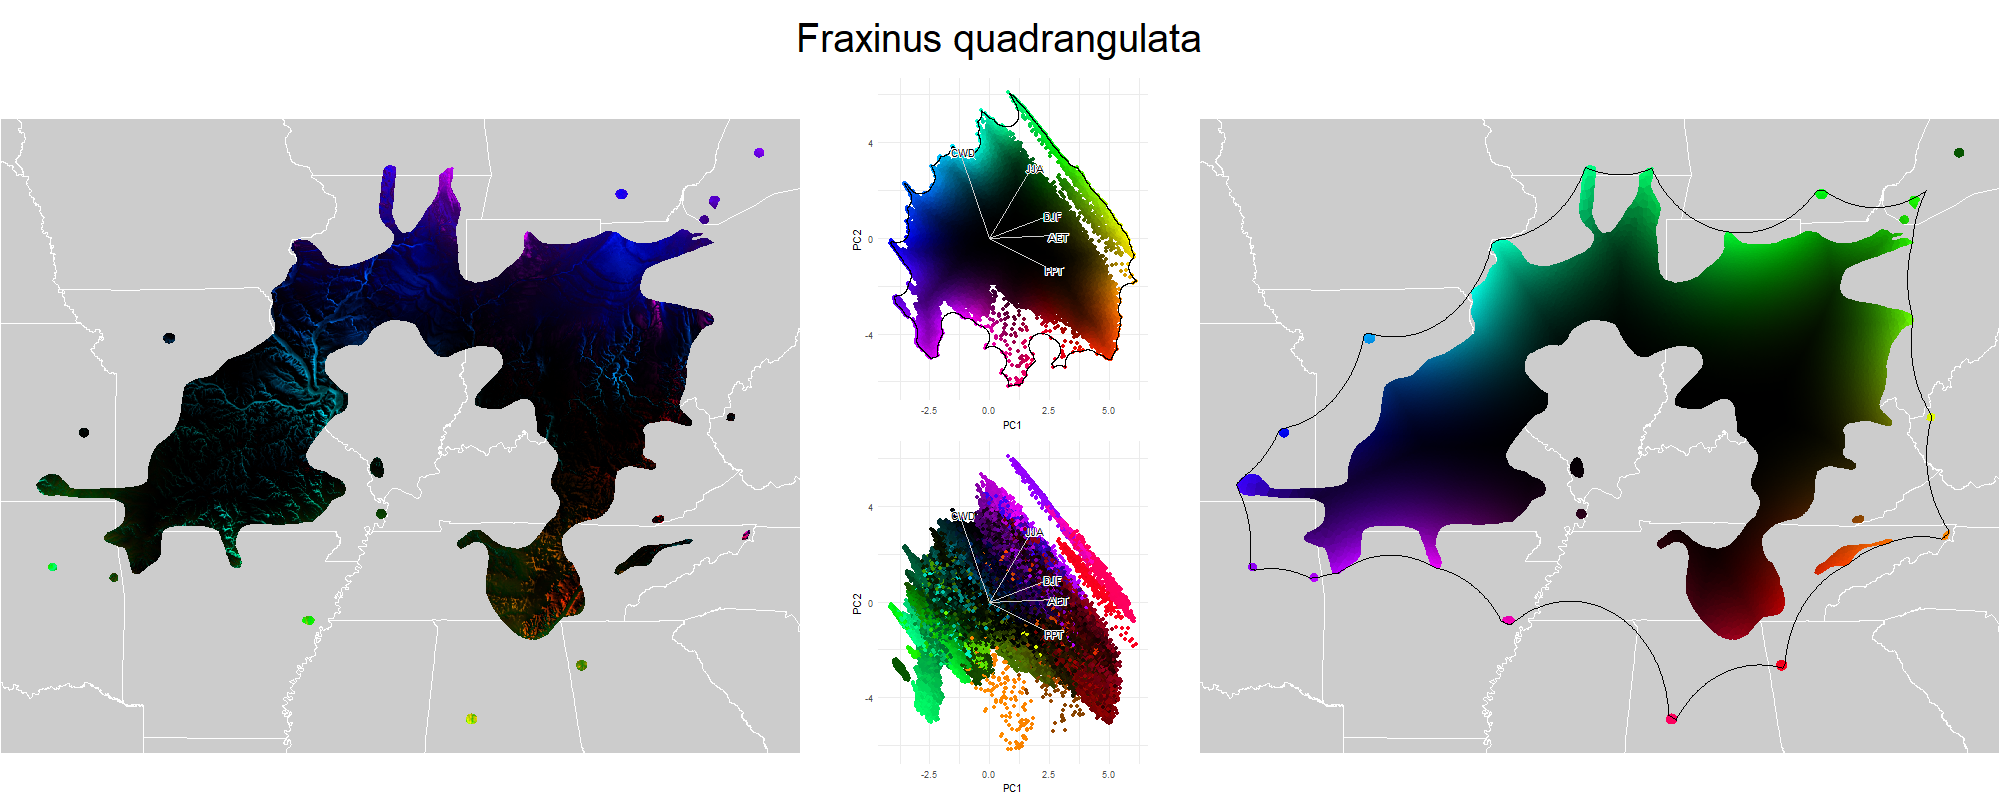 Fraxinus quadrangulata
4
0
-4
PC2
CWD
JJA
DJF
AET
PPT
-2.5 0.0 2.5 5.0
PC1
4
0
-4
PC2
CWD
JJA
DJF
AET
PPT
-2.5 0.0 2.5 5.0
PC1